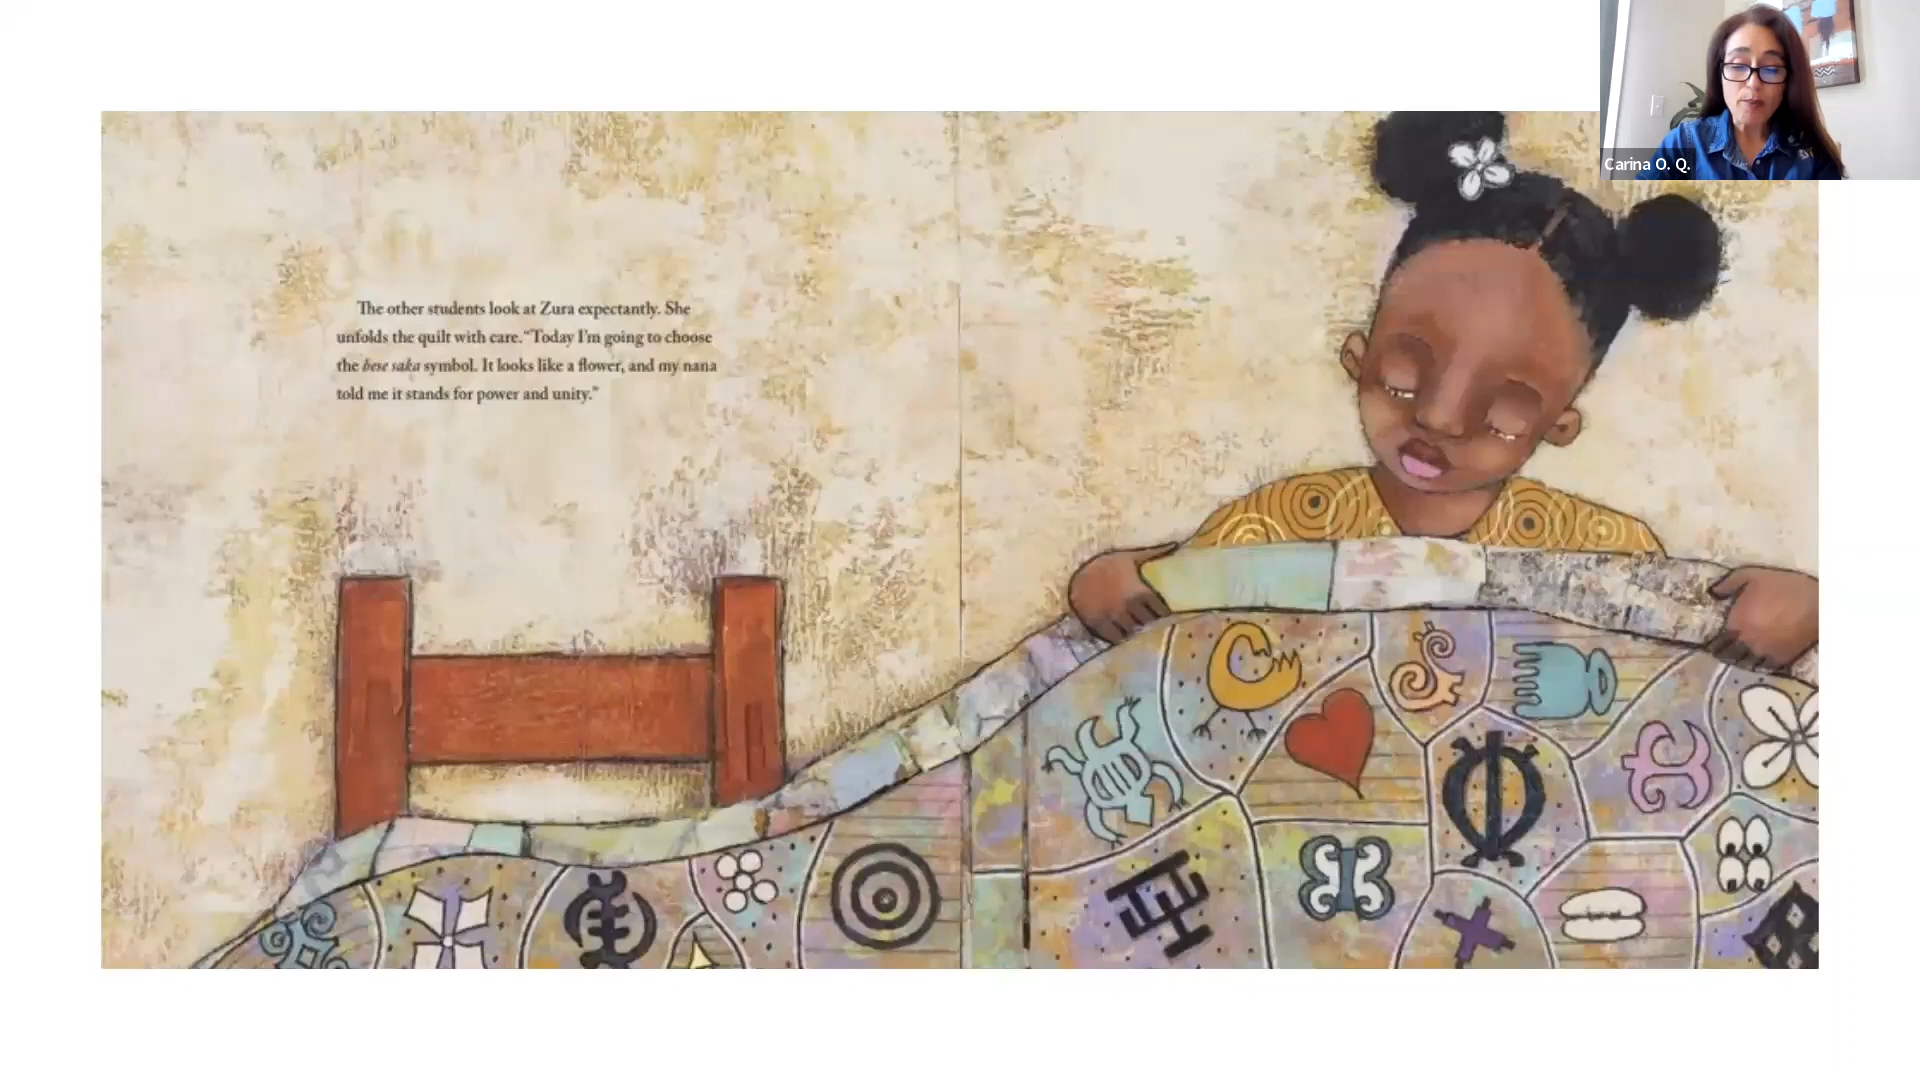 Carina O. Q.
The other students look at Zura expectantly. She
unfolds the quilt with care. “Today I’m going to choose
the bese saka symbol. It looks like a flower, and my nana
told me it stands for power and unity.”